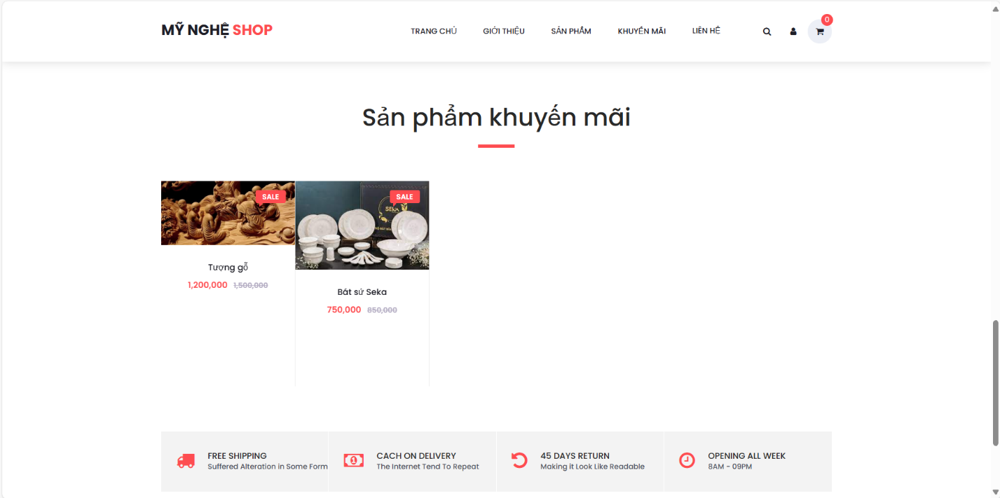 MỸ NGHỆ SHOP
TRANG CHỦ GIỚI THIỆU SẢN PHẨM KHUYẾN MÃI LIÊN HỆ 0
Sản phẩm khuyến mãi
SALE
SALE
SEKA
Tượng gỗ
1,200,000 1,500,000
Bát sứ Seka
750,000 850,000
FREE SHIPPING
Suffered Alteration in Some Form
CACH ON DELIVERY
The Internet Tend To Repeat
45 DAYS RETURN
Making it Look Like Readable
OPENING ALL WEEK
8AM - 09PM